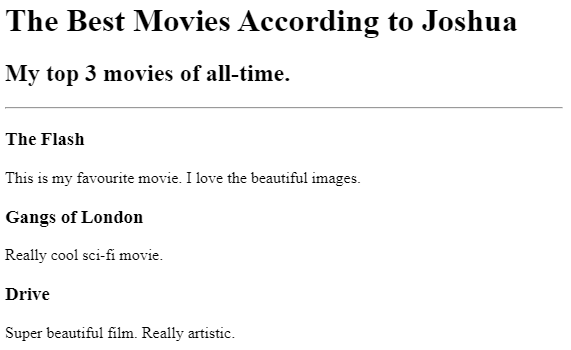 The Best Movies According to Joshua
My top 3 movies of all-time.
The Flash
This is my favourite movie. I love the beautiful images.
Gangs of London
Really cool sci-fi movie.
Drive
Super beautiful film. Really artistic.